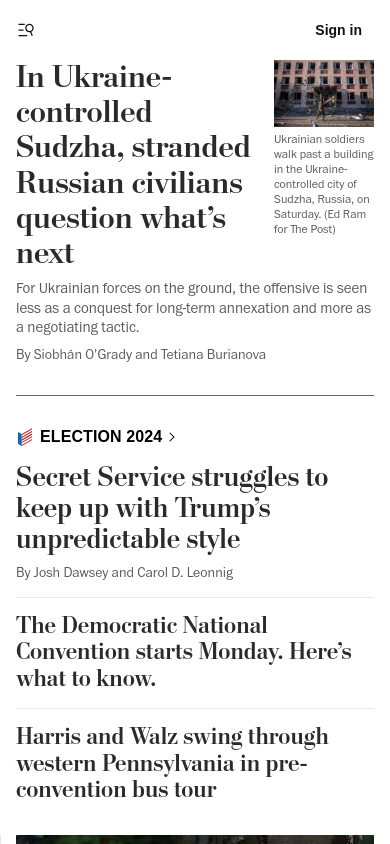 Sign in
In Ukraine-
controlled
Sudzha, stranded
Russian civilians
question what’s
next
Ukrainian soldiers
walk past a building
in the Ukraine-
controlled city of
Sudzha, Russia, on
Saturday. (Ed Ram
for The Post)
For Ukrainian forces on the ground, the offensive is seen
less as a conquest for long-term annexation and more as
a negotiating tactic.
By Siobhán O'Grady and Tetiana Burianova
ELECTION 2024
Secret Service struggles to
keep up with Trump’s
unpredictable style
By Josh Dawsey and Carol D. Leonnig
The Democratic National
Convention starts Monday. Here’s
what to know.
Harris and Walz swing through
western Pennsylvania in pre-
convention bus tour